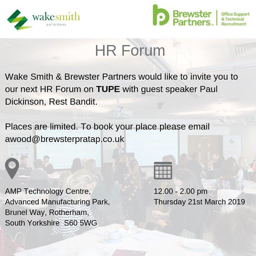 wakesmith
Brewster
Partners
Office Support
& Technical
Recruitment
HR Forum
Wake Smith & Brewster Partners would like to invite you to
our next HR Forum on TUPE with guest speaker Paul
Dickinson, Rest Bandit.
Places are limited. To book your place please email
awood@brewsterpratap.co.uk
AMP Technology Centre,
Advanced Manufacturing Park,
Brunel Way, Rotherham,
South Yorkshire S60 5WG
12.00 - 2.00 pm
Thursday 21st March 2019